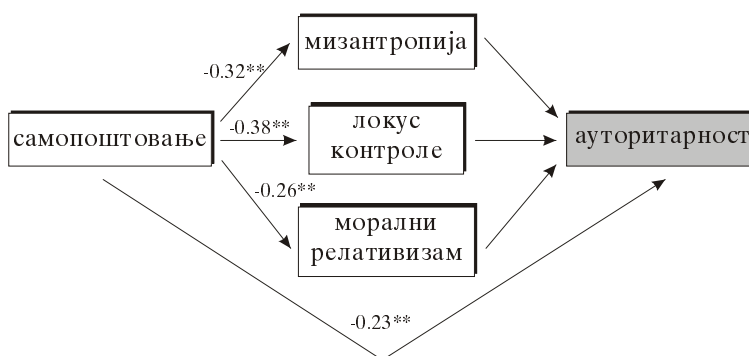 мизантропија
-0.32**
самопоштовање
-0.38**
локус
контроле
ауторитарност
-0.26**
морални
релативизам
-0.23**